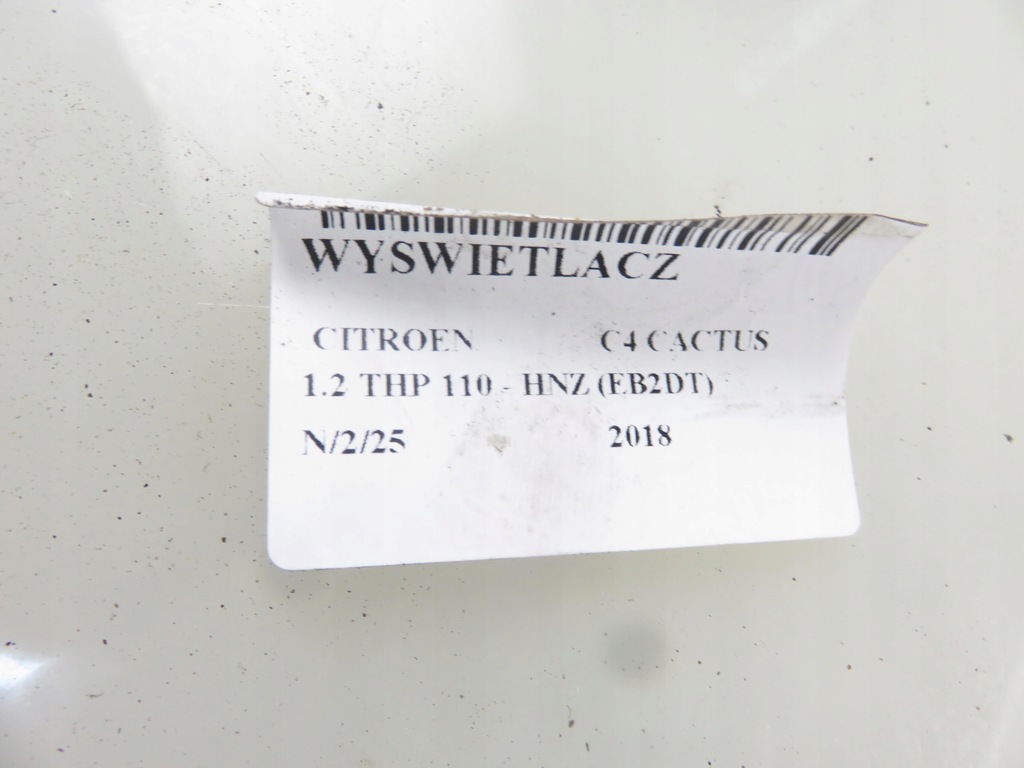 WYSWIETLACZ
CITROEN C4 CACTUS
1.2 THP 110 - HNZ (EB2DT)
N/2/25 2018